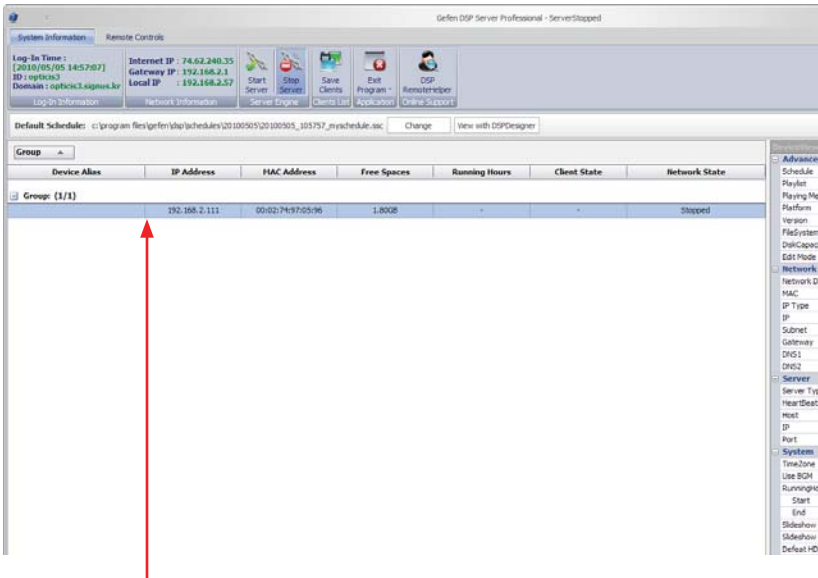 Gefen DSP Server Professional - ServerStopped
System Information Remote Controls
Log-In Time :
[2010/05/05 14:57:07]
ID : opticis3
Domain : opticis3.signus.kr
Log-In Information
Internet IP : 74.62.240.35
Gateway IP : 192.168.2.1
Local IP : 192.168.2.57
Network Information
Start Server
Stop Server
Server Engine
Save Clients
Clients List
Exit Program
Application
DSP RemoteHelper
Online Support
Default Schedule: c:\program files\gefen\dsp\schedules\20100505\20100505_105757_myschedule.ssc Change View with DSPDesigner
Group
Device Alias IP Address MAC Address Free Spaces Running Hours Client State Network State
Group: (1/1)
192.168.2.111 00:02:74:97:05:96 1.80GB - - Stopped
Advance
Schedule
Playlist
Playing Me
Platform
Version
FileSystem
DiskCapac
Edit Mode
Network
Network D
MAC
IP Type
IP
Subnet
Gateway
DNS1
DNS2
Server
Server Typ
HeartBeat
Host
IP
Port
System
TimeZone
Use BGM
RunningHo
Start
End
Slideshow
Slideshow
Defeat HD